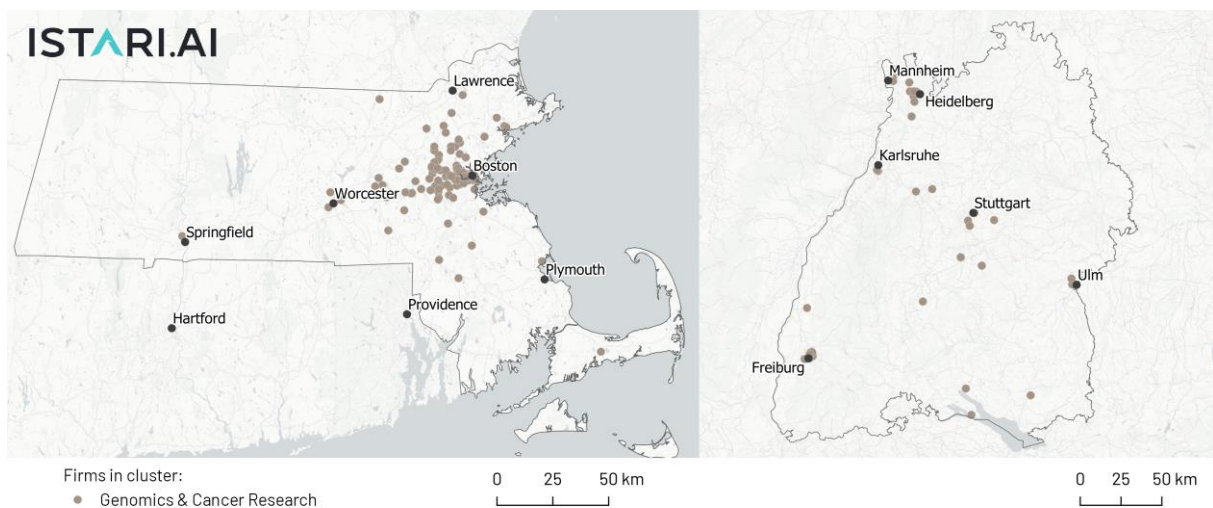 ISTARI.AI
Lawrence
Boston
Worcester
Springfield
Plymouth
Providence
Hartford
Mannheim
Heidelberg
Karlsruhe
Stuttgart
Ulm
Freiburg
Firms in cluster:
Genomics & Cancer Research
0 25 50 km
0 25 50 km